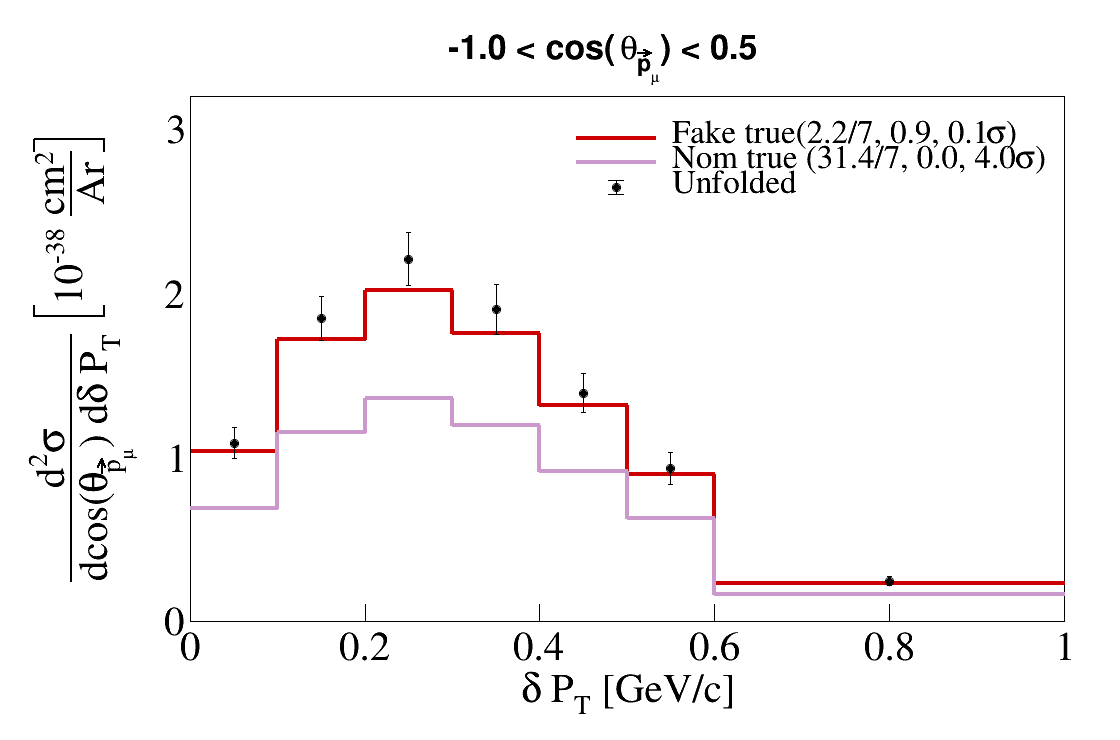 -1.0 < cos(θp⃗μ) < 0.5
d²σ
dcos(θp⃗μ) dδ PT
[10⁻³⁸ cm²
Ar]
3
2
1
0
Fake true(2.2/7, 0.9, 0.1σ)
Nom true (31.4/7, 0.0, 4.0σ)
Unfolded
0 0.2 0.4 0.6 0.8 1
δ PT [GeV/c]